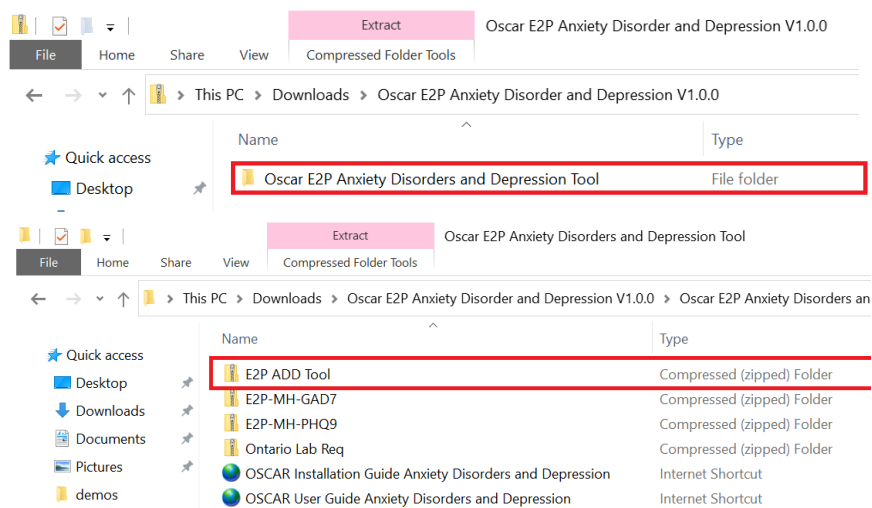 Extract
Oscar E2P Anxiety Disorder and Depression V1.0.0
File Home Share View Compressed Folder Tools
This PC > Downloads > Oscar E2P Anxiety Disorder and Depression V1.0.0
Name Type
Quick access
Oscar E2P Anxiety Disorders and Depression Tool File folder
Desktop
Extract
Oscar E2P Anxiety Disorders and Depression Tool
File Home Share View Compressed Folder Tools
This PC > Downloads > Oscar E2P Anxiety Disorder and Depression V1.0.0 > Oscar E2P Anxiety Disorders an
Name Type
Quick access
E2P ADD Tool Compressed (zipped) Folder
Desktop
E2P-MH-GAD7 Compressed (zipped) Folder
Downloads
E2P-MH-PHQ9 Compressed (zipped) Folder
Documents
Ontario Lab Req Compressed (zipped) Folder
Pictures
OSCAR Installation Guide Anxiety Disorders and Depression Internet Shortcut
demos
OSCAR User Guide Anxiety Disorders and Depression Internet Shortcut